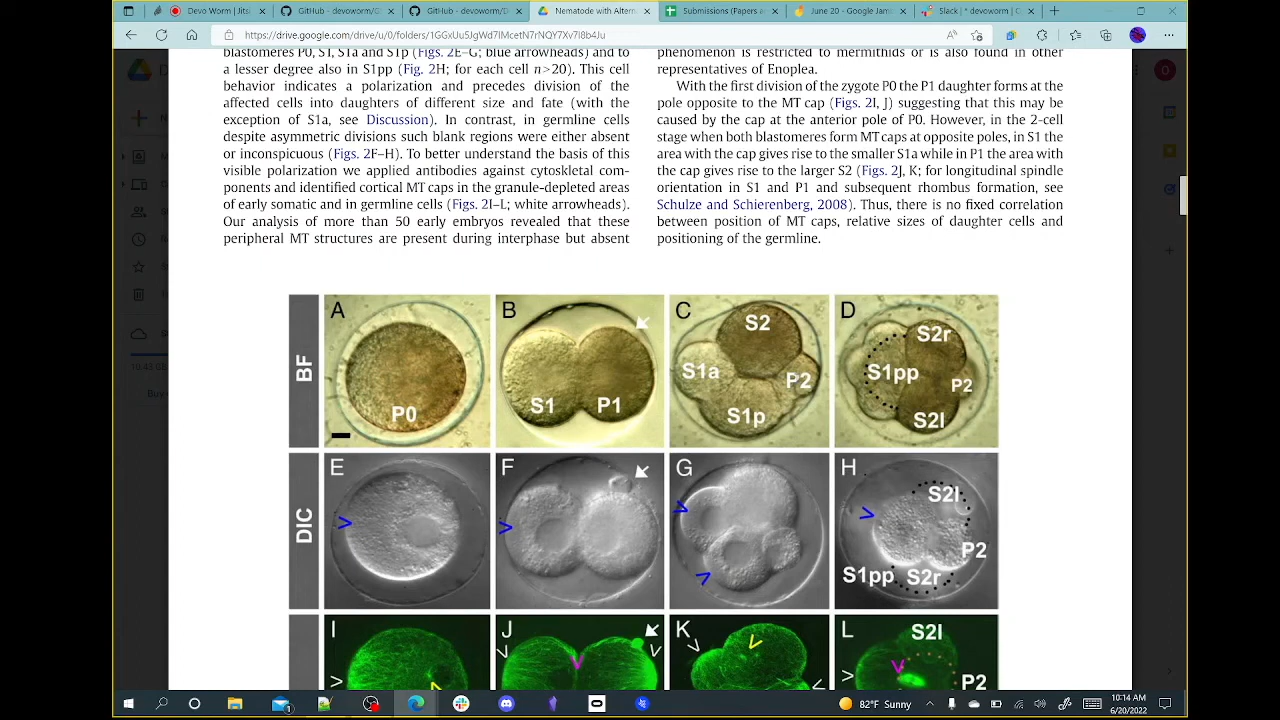 Devo Worm | Jitsi
GitHub - devoworm/G
GitHub - devoworm/D
Nematode with Altern
Submissions (Papers a
June 20 - Google Jam
Slack | * devoworm | C
https://drive.google.com/drive/u/0/folders/16GxUu5JgWd7lMcetN7rNQY7Xv7l8b4Ju
blastomeres P0, S1, S1a and S1p (Figs. 2E–G; blue arrowheads) and to
a lesser degree also in S1pp (Fig. 2H; for each cell n>20). This cell
behavior indicates a polarization and precedes division of the
affected cells into daughters of different size and fate (with the
exception of S1a, see Discussion). In contrast, in germline cells
despite asymmetric divisions such blank regions were either absent
or inconspicuous (Figs. 2F–H). To better understand the basis of this
visible polarization we applied antibodies against cytoskletal com-
ponents and identified cortical MT caps in the granule-depleted areas
of early somatic and in germline cells (Figs. 2I–L; white arrowheads).
Our analysis of more than 50 early embryos revealed that these
peripheral MT structures are present during interphase but absent
phenomenon is restricted to mermithids or is also found in other
representatives of Enoplea.
With the first division of the zygote P0 the P1 daughter forms at the
pole opposite to the MT cap (Figs. 2I, J) suggesting that this may be
caused by the cap at the anterior pole of P0. However, in the 2-cell
stage when both blastomeres form MT caps at opposite poles, in S1 the
area with the cap gives rise to the smaller S1a while in P1 the area with
the cap gives rise to the larger S2 (Figs. 2J, K; for longitudinal spindle
orientation in S1 and P1 and subsequent rhombus formation, see
Schulze and Schierenberg, 2008). Thus, there is no fixed correlation
between position of MT caps, relative sizes of daughter cells and
positioning of the germline.
BF
A
P0
B
S1 P1
C
S2
S1a
P2
S1p
D
S2r
S1pp
P2
S2l
DIC
E
F
G
H
S2l
P2
S1pp S2r
I
J
K
L
S2l
P2
82°F Sunny
10:14 AM
6/20/2022